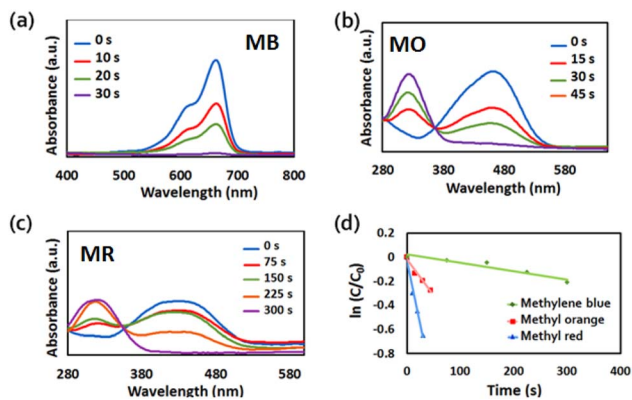 (a)
MB
0 s
10 s
20 s
30 s
Absorbance (a.u.)
400 500 600 700 800
Wavelength (nm)
(b)
MO
0 s
15 s
30 s
45 s
Absorbance (a.u.)
280 380 480 580
Wavelength (nm)
(c)
MR
0 s
75 s
150 s
225 s
300 s
Absorbance (a.u.)
280 380 480 580
Wavelength (nm)
(d)
0.2
0
-0.2
-0.4
-0.6
-0.8
ln (C/C0)
Methylene blue
Methyl orange
Methyl red
0 100 200 300 400
Time (s)